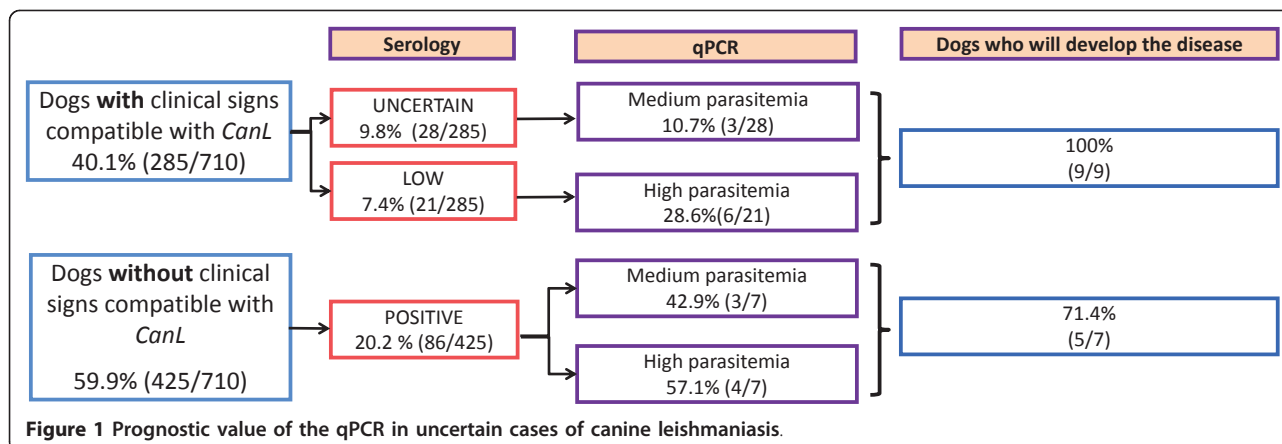 Serology
qPCR
Dogs who will develop the disease
Dogs with clinical signs
compatible with CanL
40.1% (285/710)
UNCERTAIN
9.8% (28/285)
Medium parasitemia
10.7% (3/28)
LOW
7.4% (21/285)
High parasitemia
28.6%(6/21)
100%
(9/9)
Dogs without clinical
signs compatible with
CanL
59.9% (425/710)
POSITIVE
20.2 % (86/425)
Medium parasitemia
42.9% (3/7)
High parasitemia
57.1% (4/7)
71.4%
(5/7)
Figure 1 Prognostic value of the qPCR in uncertain cases of canine leishmaniasis.